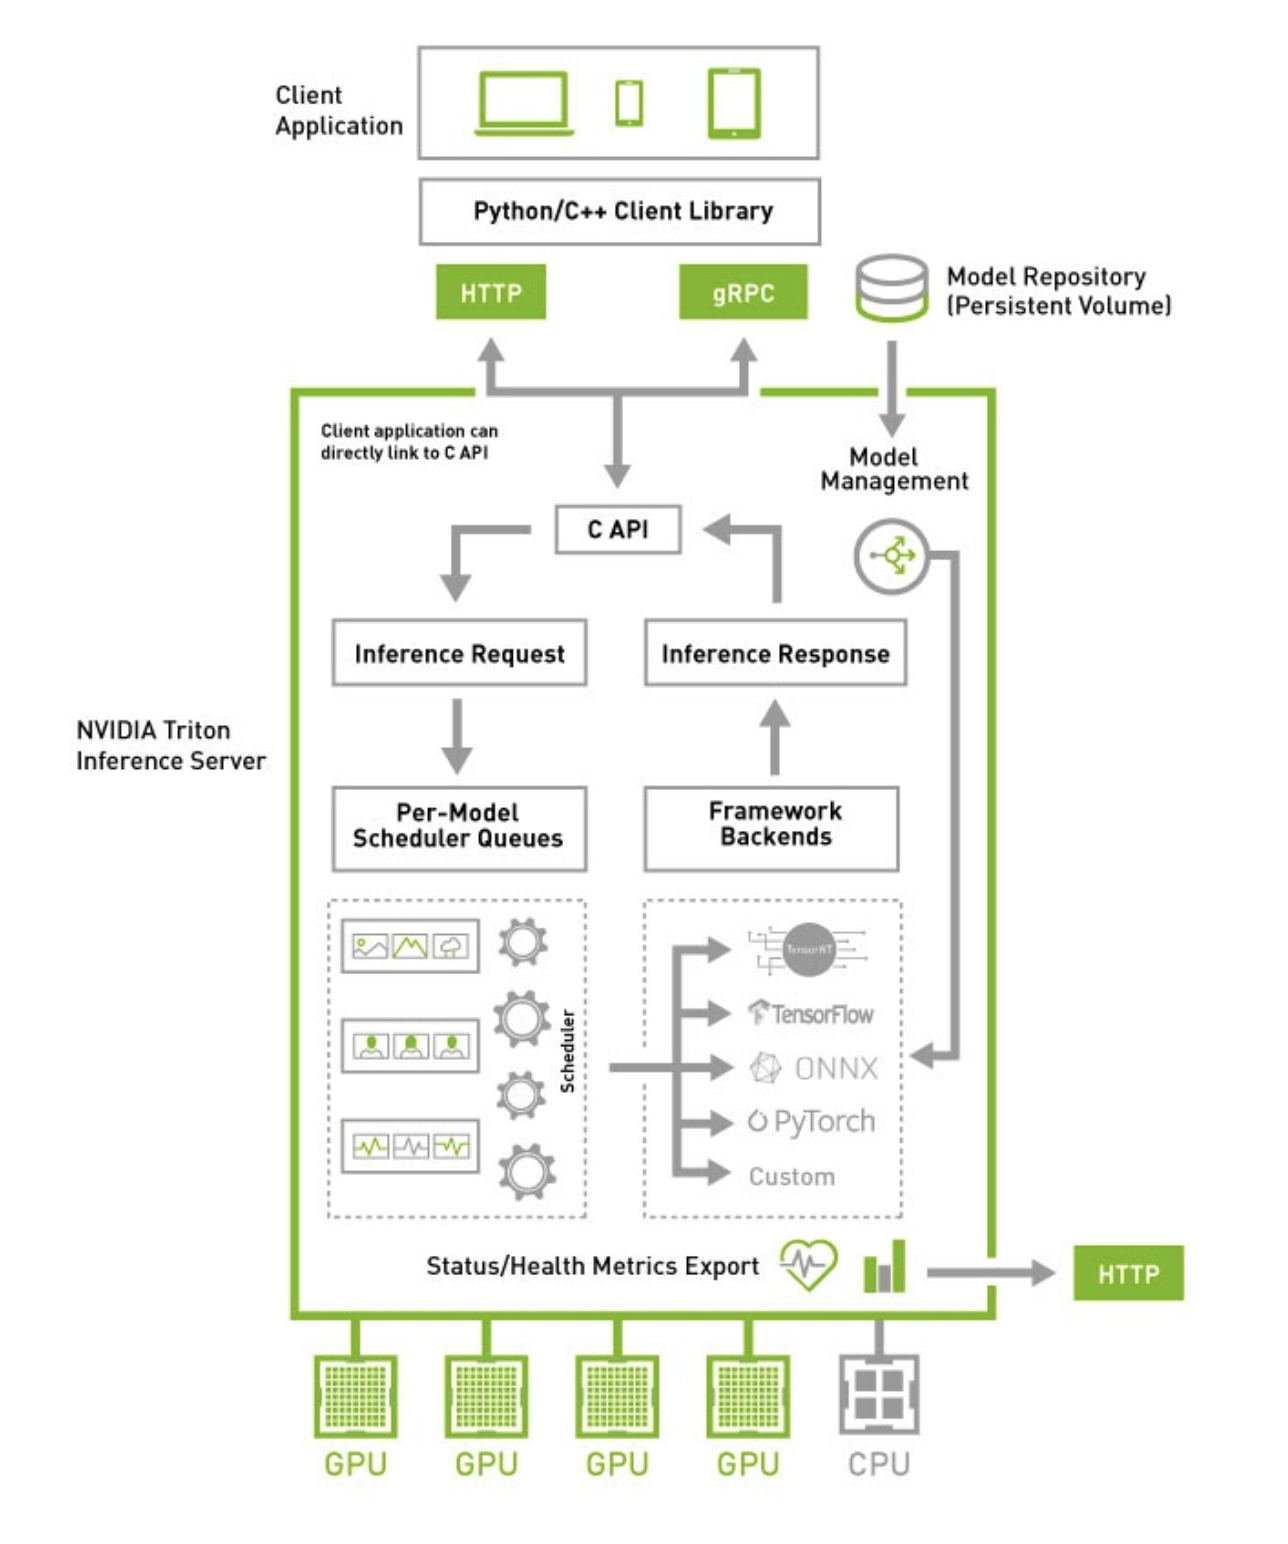 Client
Application
Python/C++ Client Library
HTTP
gRPC
Model Repository
(Persistent Volume)
Client application can
directly link to C API
Model
Management
C API
Inference Request
Inference Response
NVIDIA Triton
Inference Server
Per-Model
Scheduler Queues
Framework
Backends
Scheduler
TensorRT
TensorFlow
ONNX
PyTorch
Custom
Status/Health Metrics Export
HTTP
GPU
GPU
GPU
GPU
CPU